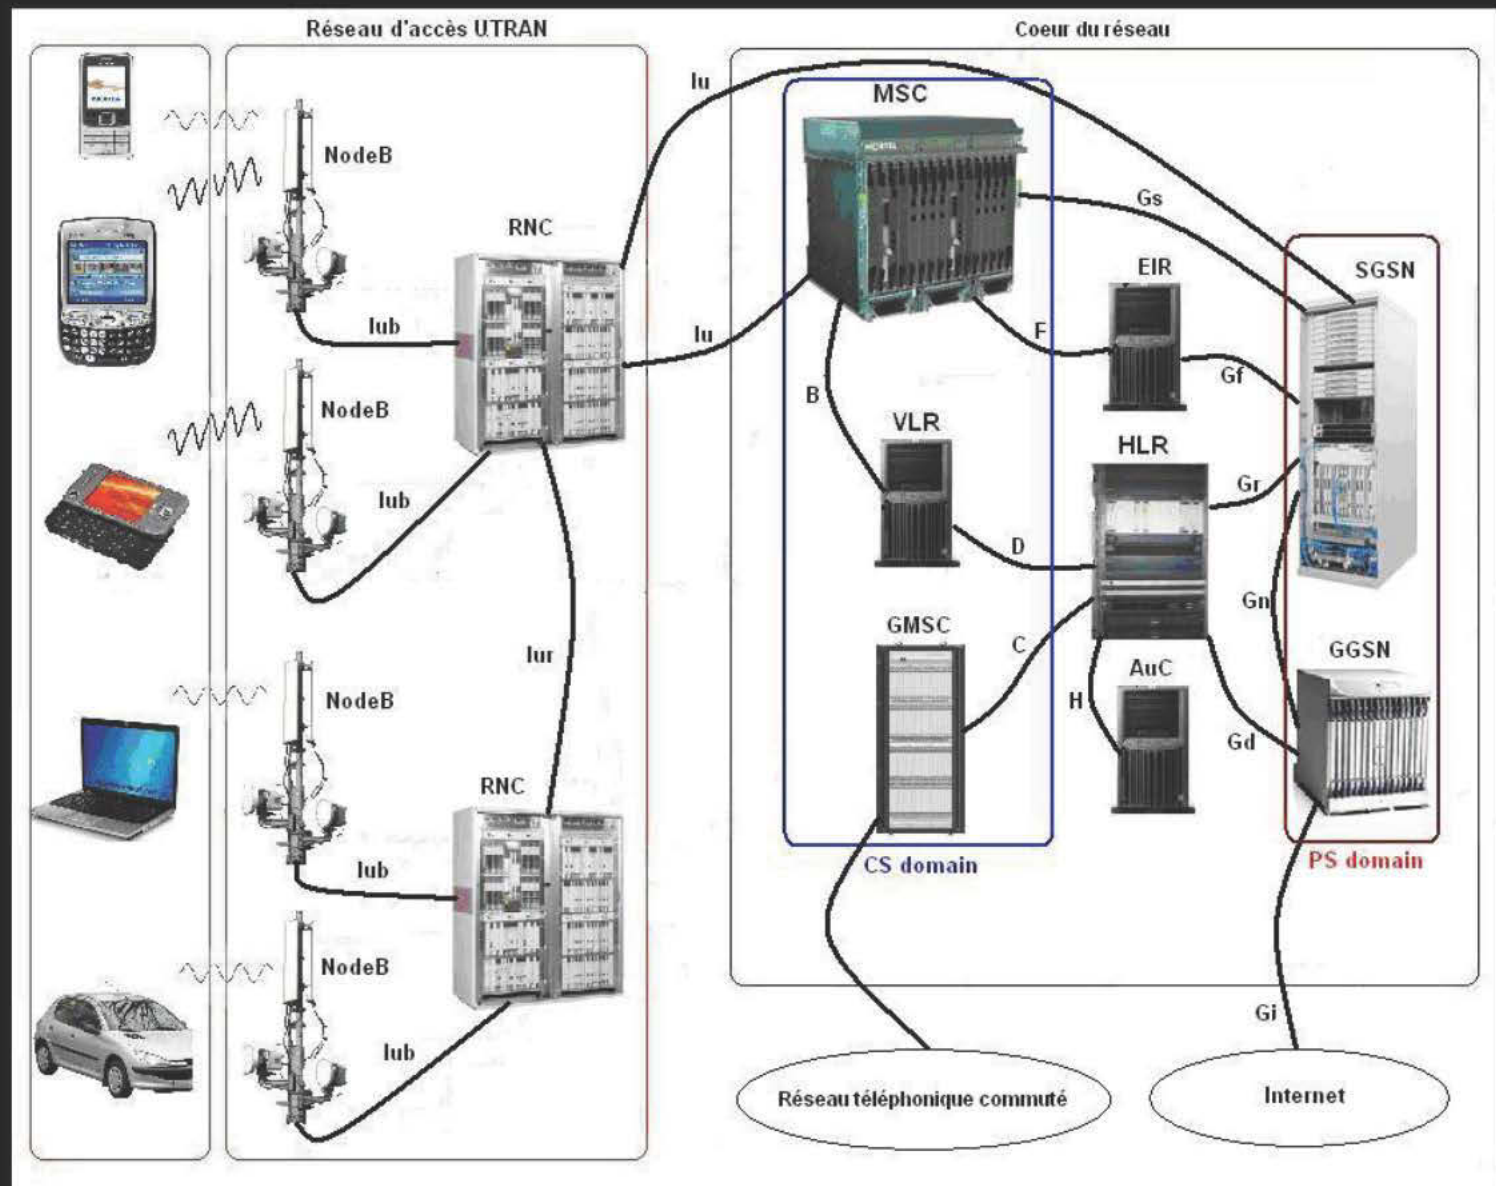 Réseau d'accès UTRAN
Coeur du réseau
NodeB
NodeB
NodeB
NodeB
RNC
RNC
Iub
Iub
Iub
Iub
Iur
Iu
Iu
MSC
NORTEL
Gs
EIR
SGSN
F
Gf
B
VLR
HLR
Gr
D
Gn
GMSC
C
AuC
GGSN
H
Gd
CS domain
PS domain
Gi
Réseau téléphonique commuté
Internet
NOKIA